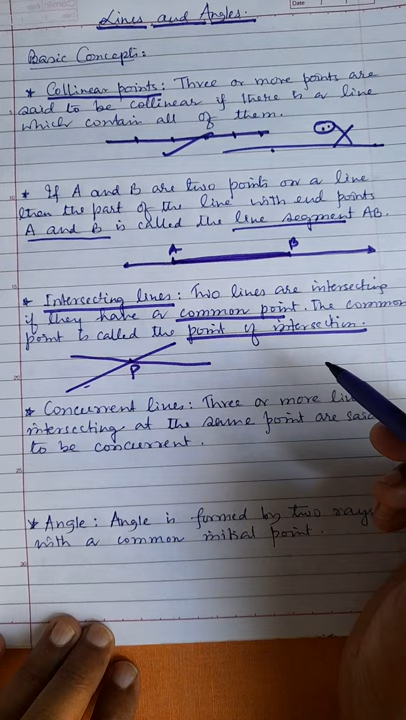 Lines and Angles.
Date
Basic Concept:
* Collinear points: Three or more points are
said to be collinear if there is a line
which contain all of them.
* If A and B are two points on a line
then the part of the line with end points
A and B is called the line segment AB.
A B
* Intersecting lines: Two lines are intersecting
if they have a common point. The common
point is called the point of intersection.
P
* Concurrent lines: Three or more
intersecting at the same point are said
to be concurrent.
* Angle: Angle is formed by two rays
with a common initial point.